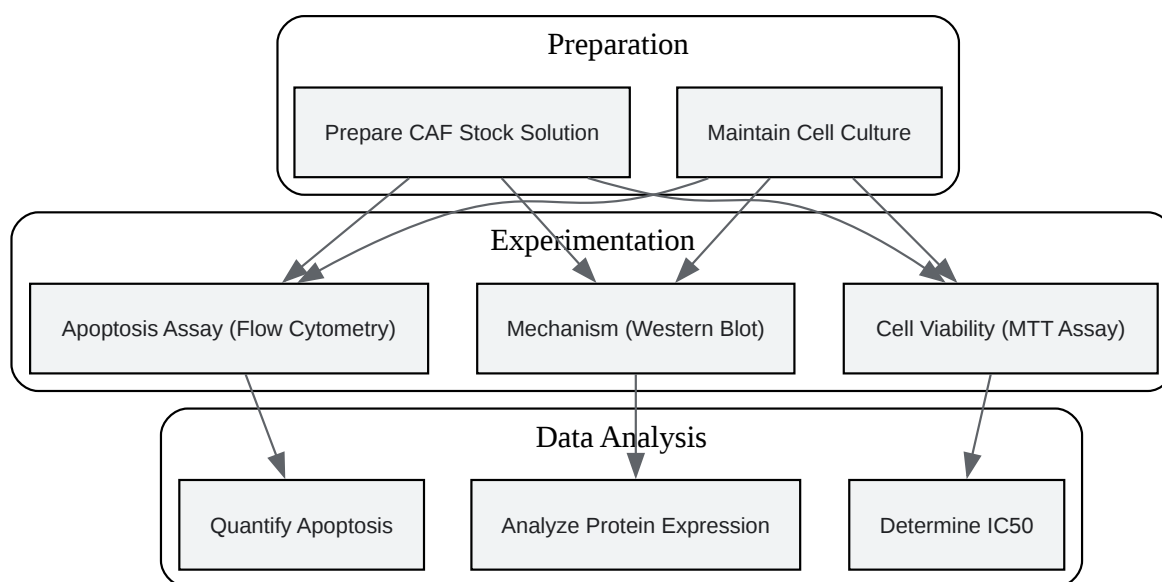 Preparation
Prepare CAF Stock Solution
Maintain Cell Culture
Experimentation
Apoptosis Assay (Flow Cytometry)
Mechanism (Western Blot)
Cell Viability (MTT Assay)
Data Analysis
Quantify Apoptosis
Analyze Protein Expression
Determine IC50